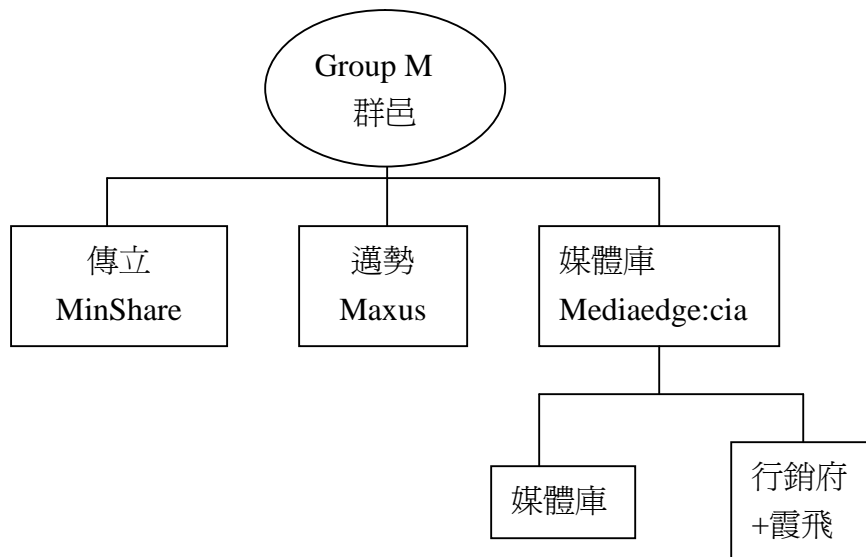 Group M
群邑
傳立
MinShare
邁勢
Maxus
媒體庫
Mediaedge:cia
媒體庫
行銷府
+霞飛